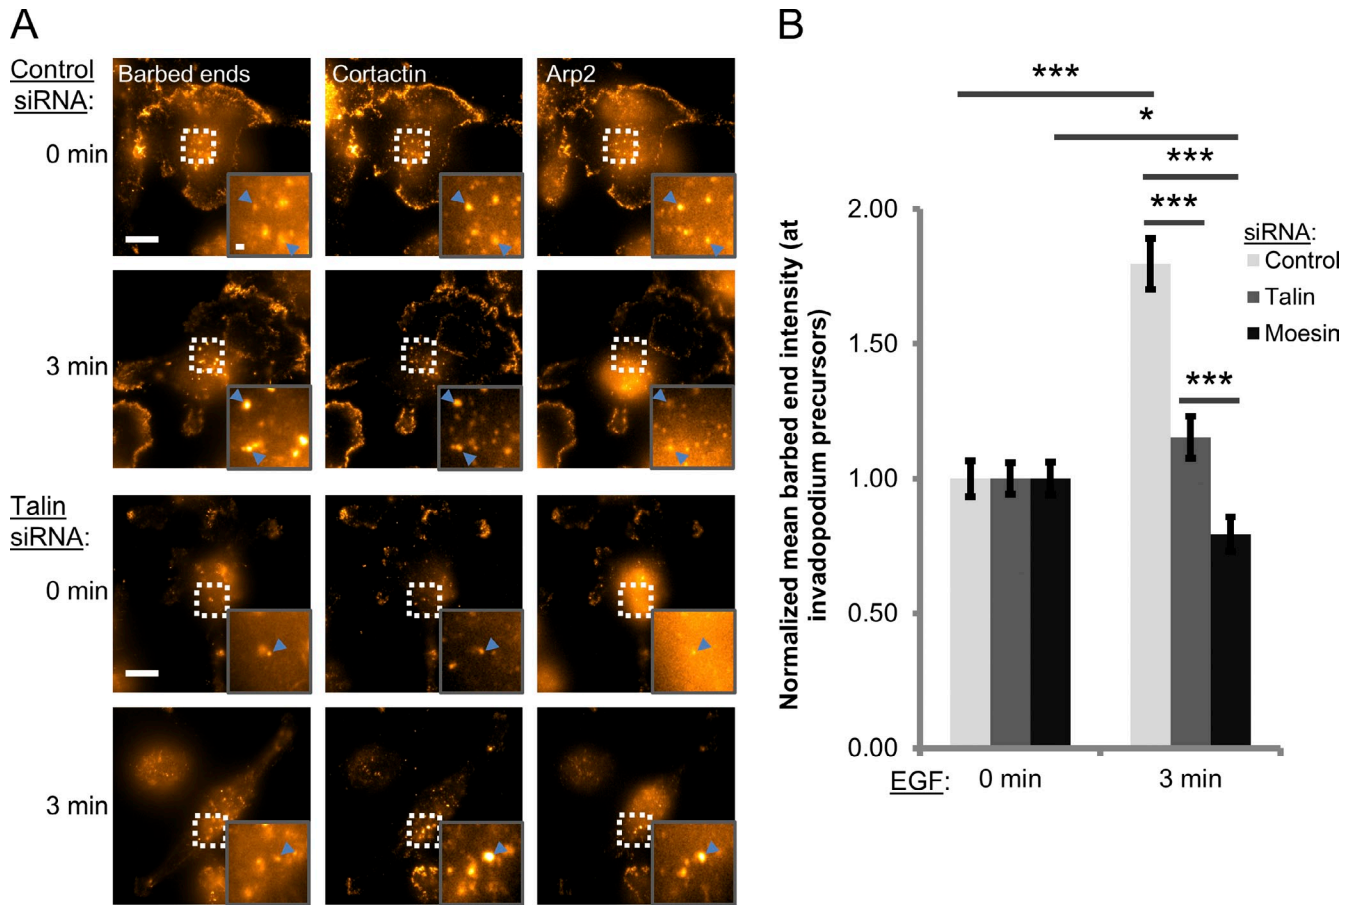 A
Control
siRNA:
Barbed ends
Cortactin
Arp2
0 min
3 min
Talin
siRNA:
0 min
3 min
B
Normalized mean barbed end intensity (at
invadopodium precursors)
***
*
***
***
***
2.00
1.50
1.00
0.50
0.00
siRNA:
Control
Talin
Moesin
EGF:
0 min
3 min